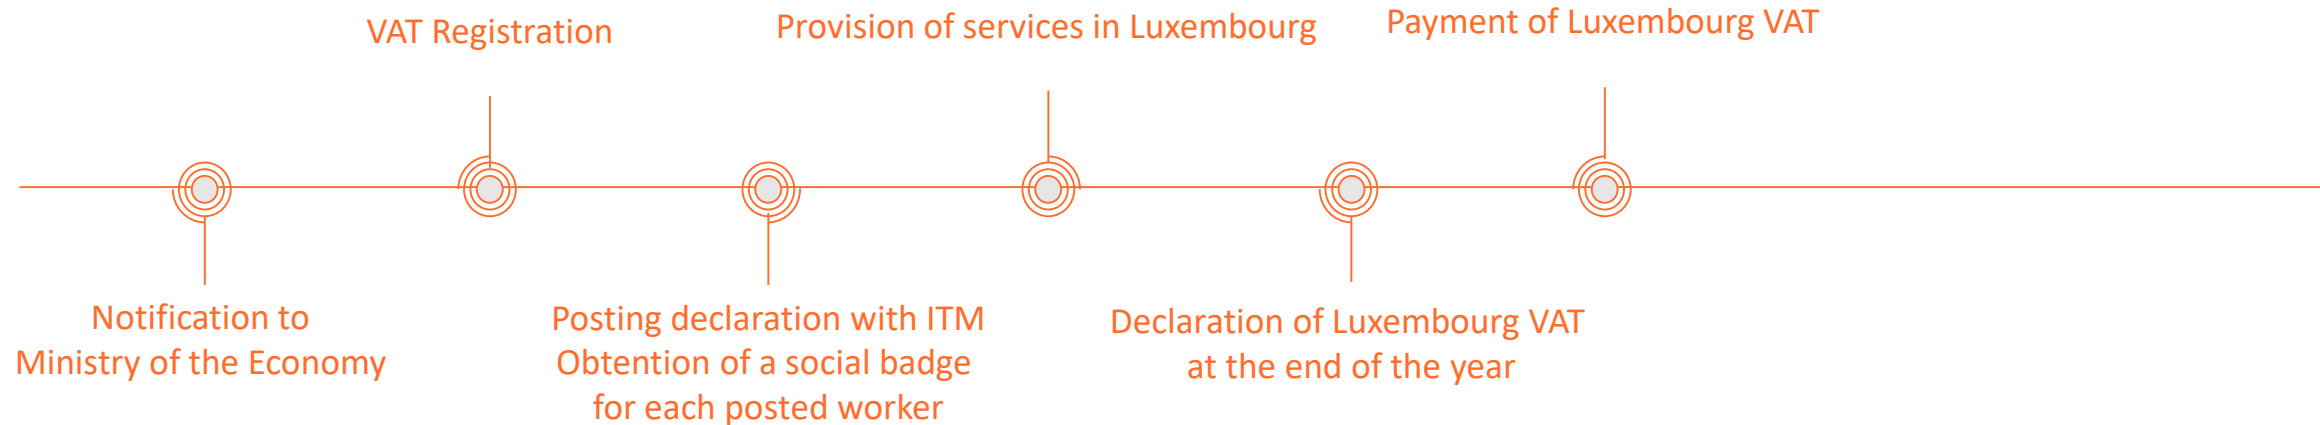 Notification to
Ministry of the Economy
VAT Registration
Posting declaration with ITM
Obtention of a social badge
for each posted worker
Provision of services in Luxembourg
Declaration of Luxembourg VAT
at the end of the year
Payment of Luxembourg VAT